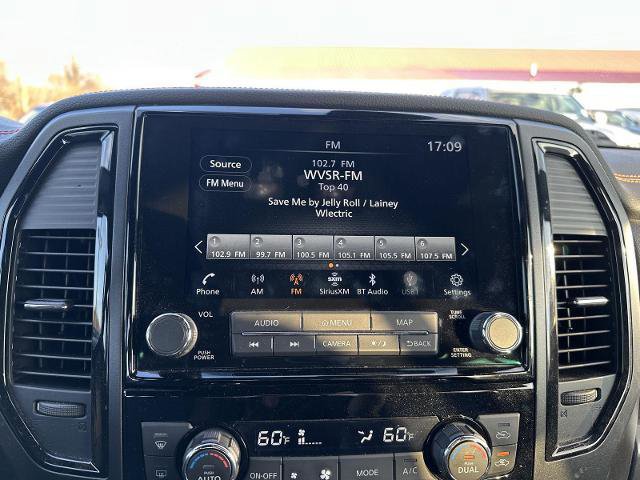 FM
17:09
Source
FM Menu
102.7 FM
WVSR-FM
Top 40
Save Me by Jelly Roll / Lainey
Wlectric
1 2 3 4 5 6
102.9 FM 99.7 FM 100.5 FM 105.1 FM 105.5 FM 107.5 FM
Phone AM FM SiriusXM BT Audio USB1 Settings
VOL
PUSH
POWER
AUDIO MENU MAP
CAMERA BACK
TUNE
SCROLL
ENTER
SETTING
60°F 60°F
PUSH
AUTO
ON·OFF
MODE
A/C
PUSH
DUAL